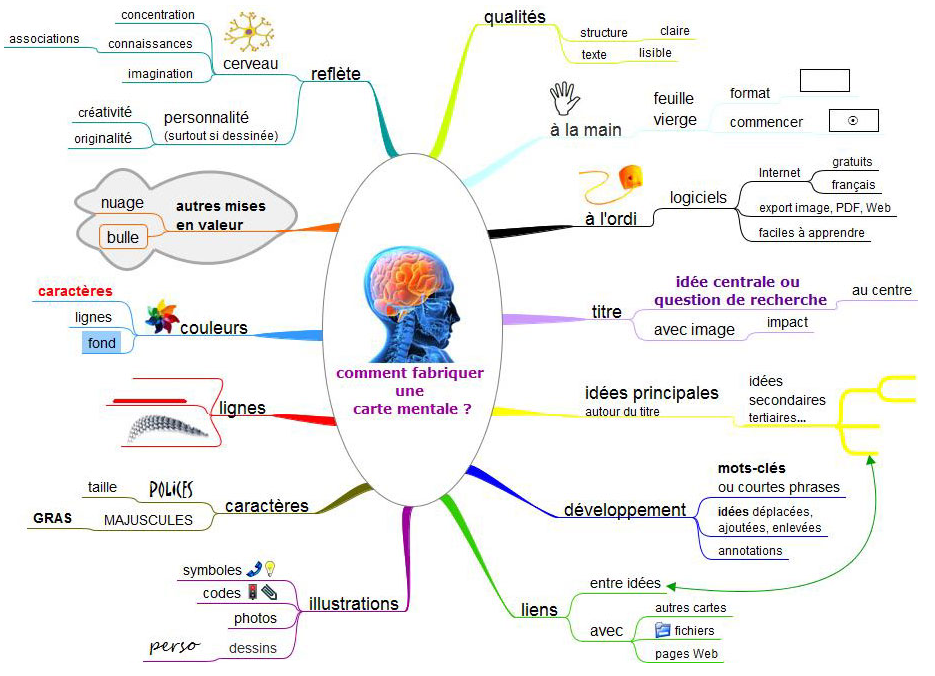 comment fabriquer
une
carte mentale ?
qualités
structure
claire
texte
lisible
à la main
feuille
vierge
format
commencer
à l'ordi
logiciels
Internet
gratuits
français
export image, PDF, Web
faciles à apprendre
titre
idée centrale ou
question de recherche
au centre
avec image
impact
idées principales
autour du titre
idées
secondaires
tertiaires...
développement
mots-clés
ou courtes phrases
idées déplacées,
ajoutées, enlevées
annotations
liens
entre idées
avec
autres cartes
fichiers
pages Web
illustrations
symboles
codes
photos
dessins
perso
caractères
POLICES
taille
MAJUSCULES
GRAS
lignes
couleurs
caractères
lignes
fond
autres mises
en valeur
nuage
bulle
reflète
cerveau
concentration
connaissances
associations
imagination
personnalité
(surtout si dessinée)
créativité
originalité